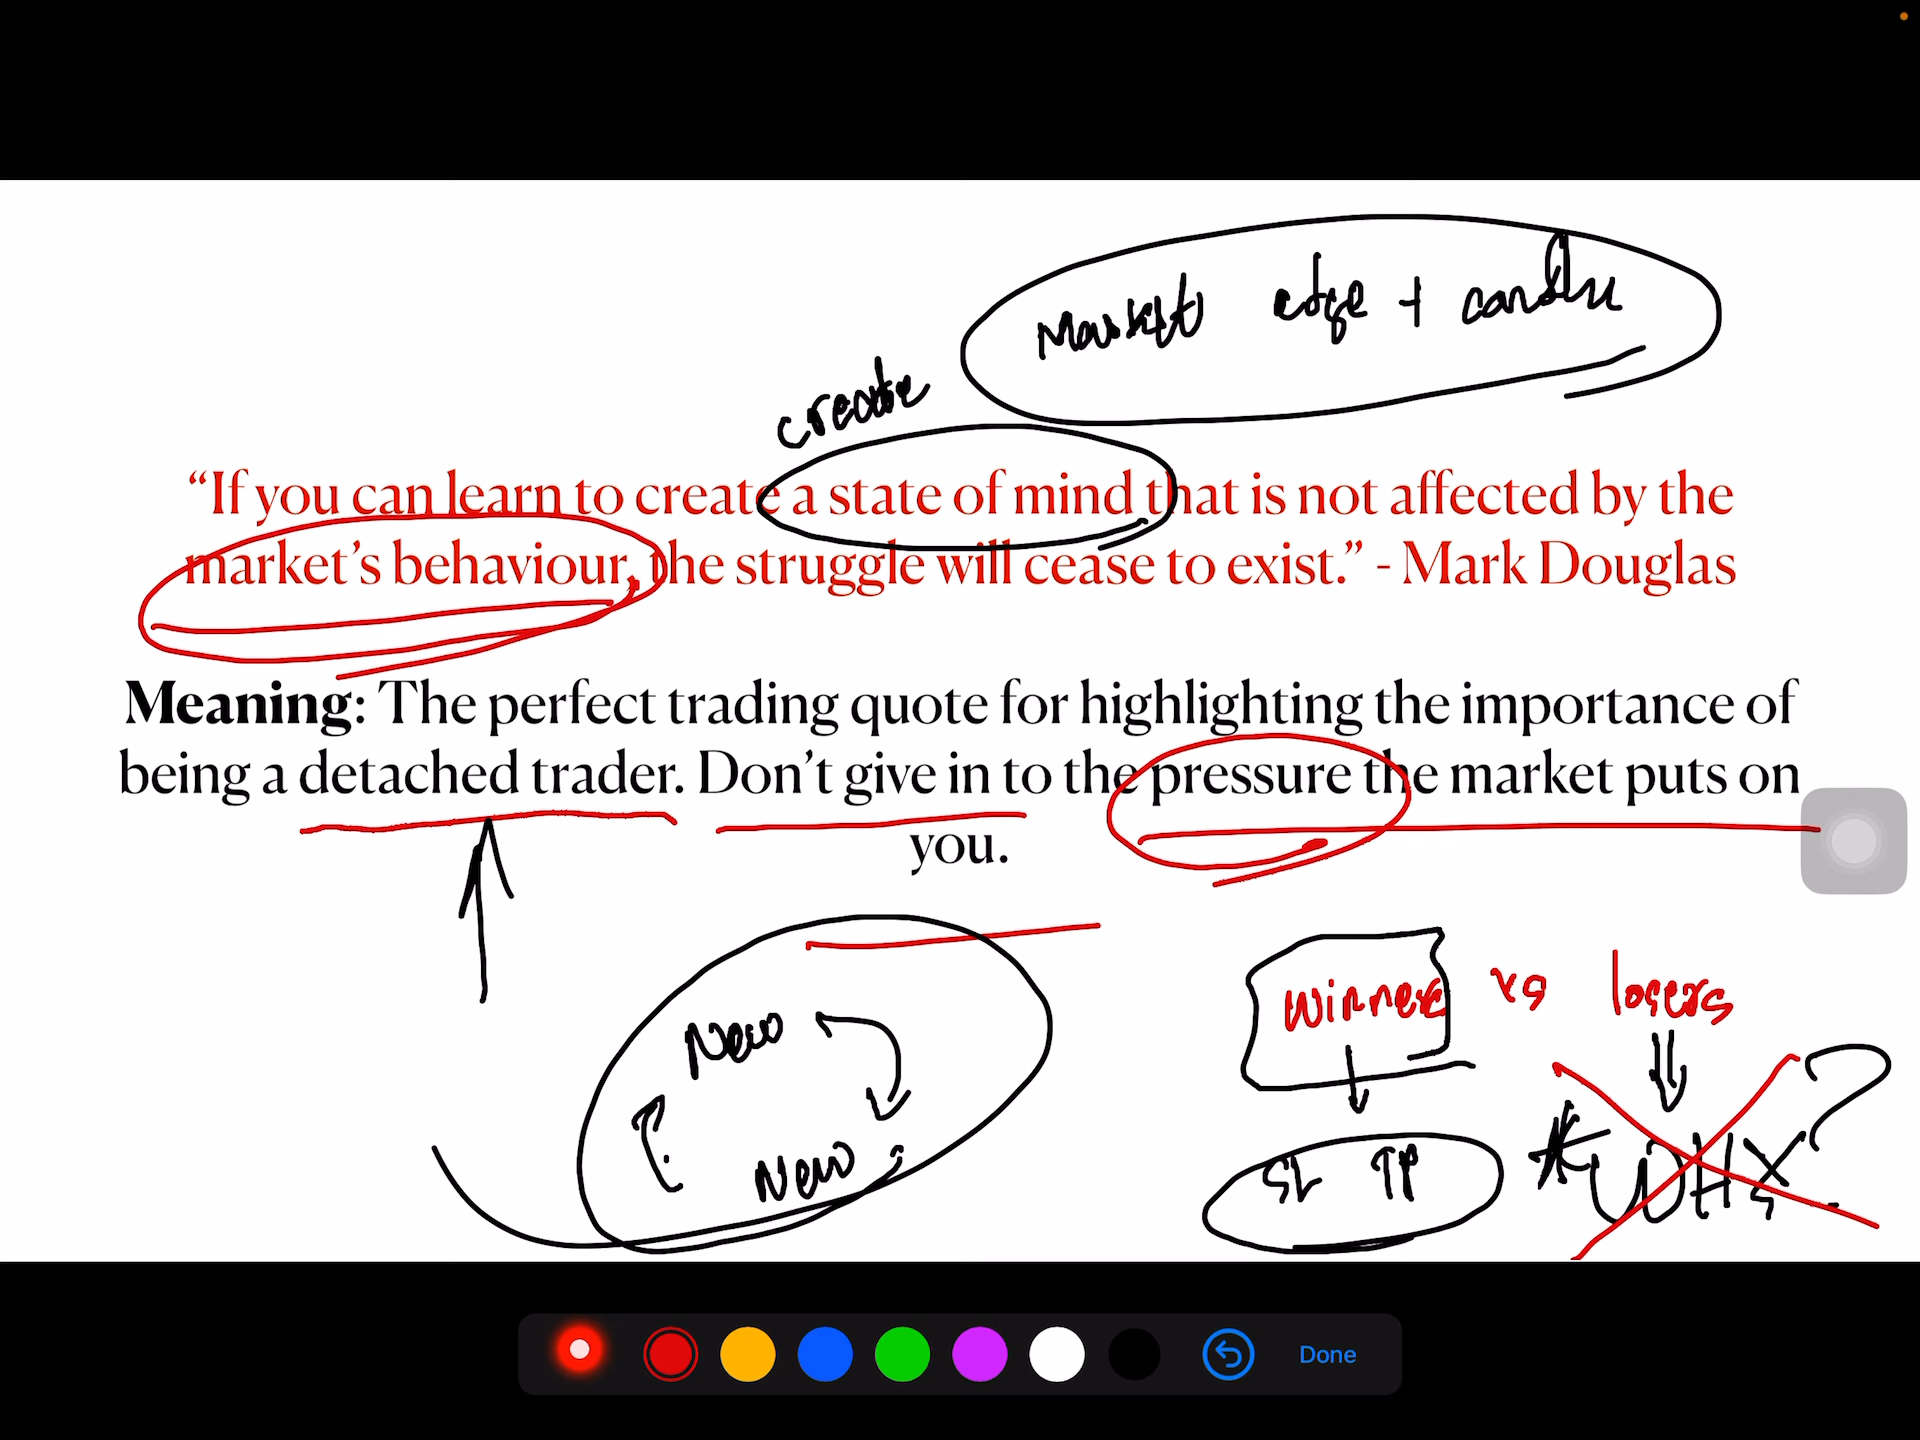 Market edge + candle
create
“If you can learn to create a state of mind that is not affected by the
market’s behaviour, the struggle will cease to exist.” - Mark Douglas
Meaning: The perfect trading quote for highlighting the importance of
being a detached trader. Don’t give in to the pressure the market puts on
you.
winners vs losers
New
New
SL TP
Done